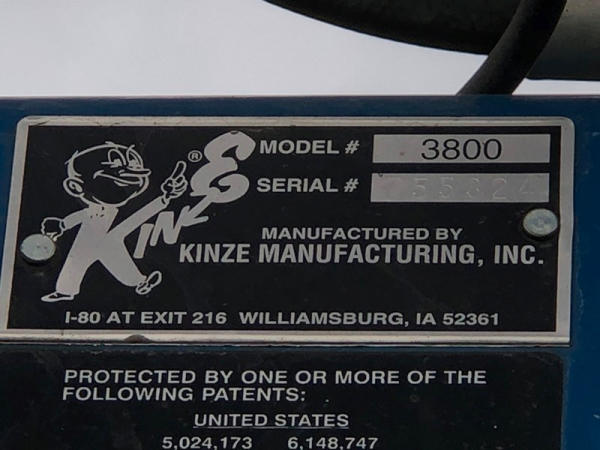 KINZE ®
MODEL # 3800
SERIAL #
MANUFACTURED BY
KINZE MANUFACTURING, INC.
I-80 AT EXIT 216 WILLIAMSBURG, IA 52361
PROTECTED BY ONE OR MORE OF THE
FOLLOWING PATENTS:
UNITED STATES
5,024,173 6,148,747